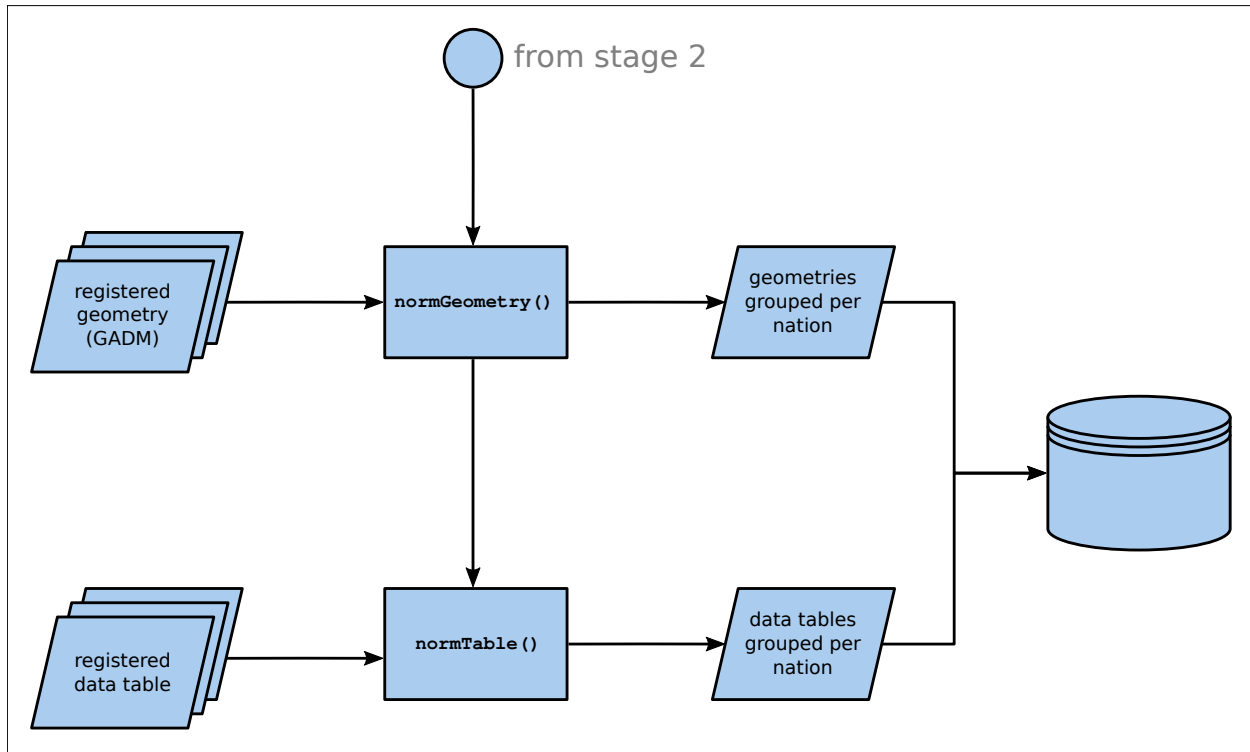 from stage 2
registered
geometry
(GADM)
normGeometry()
geometries
grouped per
nation
registered
data table
normTable()
data tables
grouped per
nation